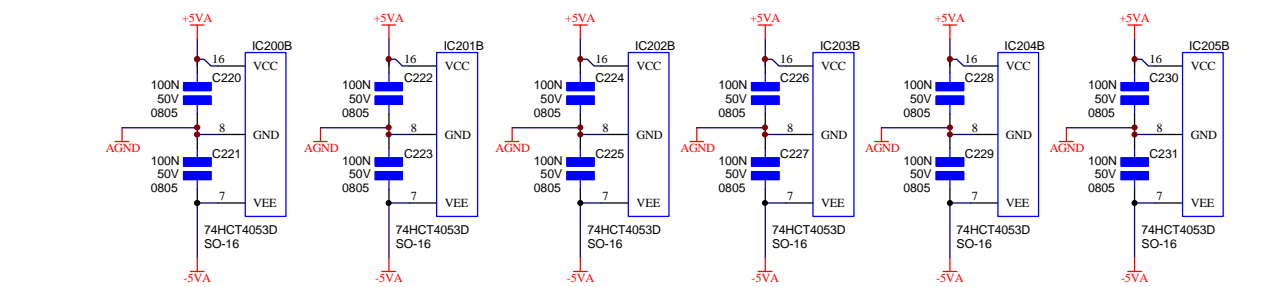 +5VA +5VA +5VA +5VA +5VA +5VA
IC200B IC201B IC202B IC203B IC204B IC205B
16 VCC 16 VCC 16 VCC 16 VCC 16 VCC 16 VCC
C220 C222 C224 C226 C228 C230
100N 100N 100N 100N 100N 100N
50V 50V 50V 50V 50V 50V
0805 0805 0805 0805 0805 0805
8 GND 8 GND 8 GND 8 GND 8 GND 8 GND
AGND AGND AGND AGND AGND AGND
C221 C223 C225 C227 C229 C231
100N 100N 100N 100N 100N 100N
50V 50V 50V 50V 50V 50V
0805 0805 0805 0805 0805 0805
7 VEE 7 VEE 7 VEE 7 VEE 7 VEE 7 VEE
74HCT4053D 74HCT4053D 74HCT4053D 74HCT4053D 74HCT4053D 74HCT4053D
SO-16 SO-16 SO-16 SO-16 SO-16 SO-16
-5VA -5VA -5VA -5VA -5VA -5VA